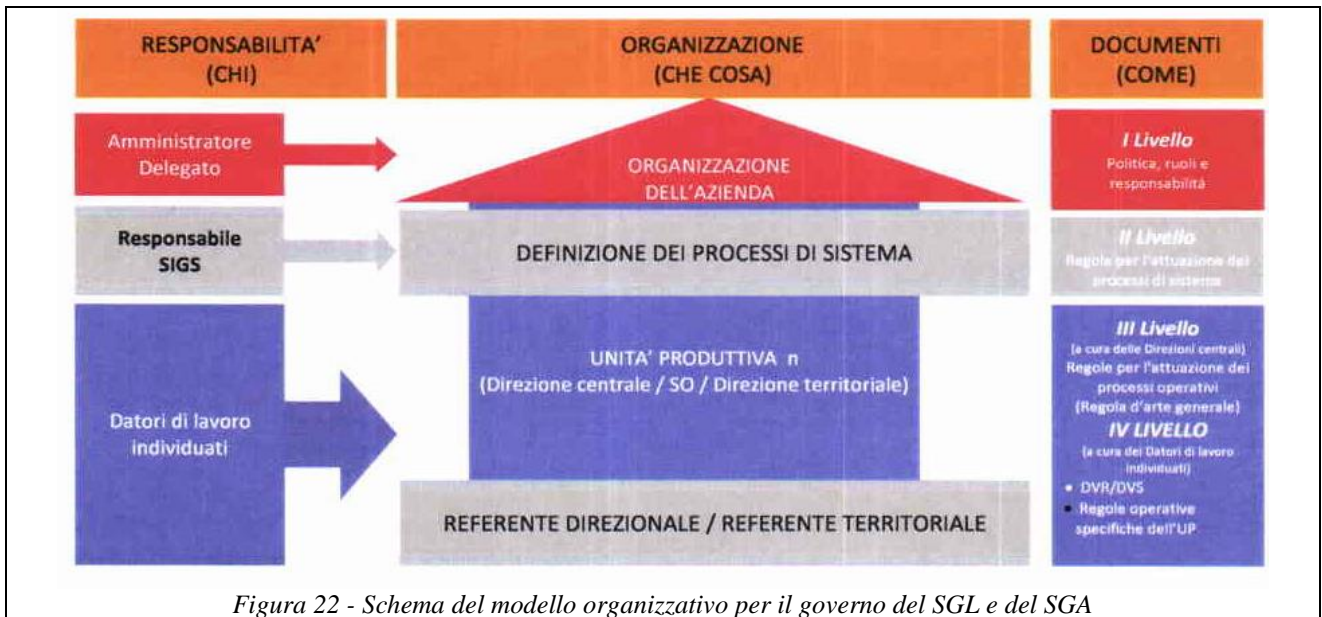 RESPONSABILITA'
(CHI)
ORGANIZZAZIONE
(CHE COSA)
DOCUMENTI
(COME)
Amministratore
Delegato
ORGANIZZAZIONE
DELL'AZIENDA
I Livello
Politica, ruoli e
responsabilità
Responsabile
SIGS
DEFINIZIONE DEI PROCESSI DI SISTEMA
II Livello
Regole per l'attuazione dei
processi di sistema
Datori di lavoro
individuati
UNITA' PRODUTTIVA n
(Direzione centrale / SO / Direzione territoriale)
REFERENTE DIREZIONALE / REFERENTE TERRITORIALE
III Livello
(a cura delle Direzioni centrali)
Regole per l'attuazione dei
processi operativi
(Regola d'arte generale)
IV LIVELLO
(a cura dei Datori di lavoro
individuati)
• DVR/DVS
• Regole operative
specifiche dell'UP
Figura 22 - Schema del modello organizzativo per il governo del SGL e del SGA